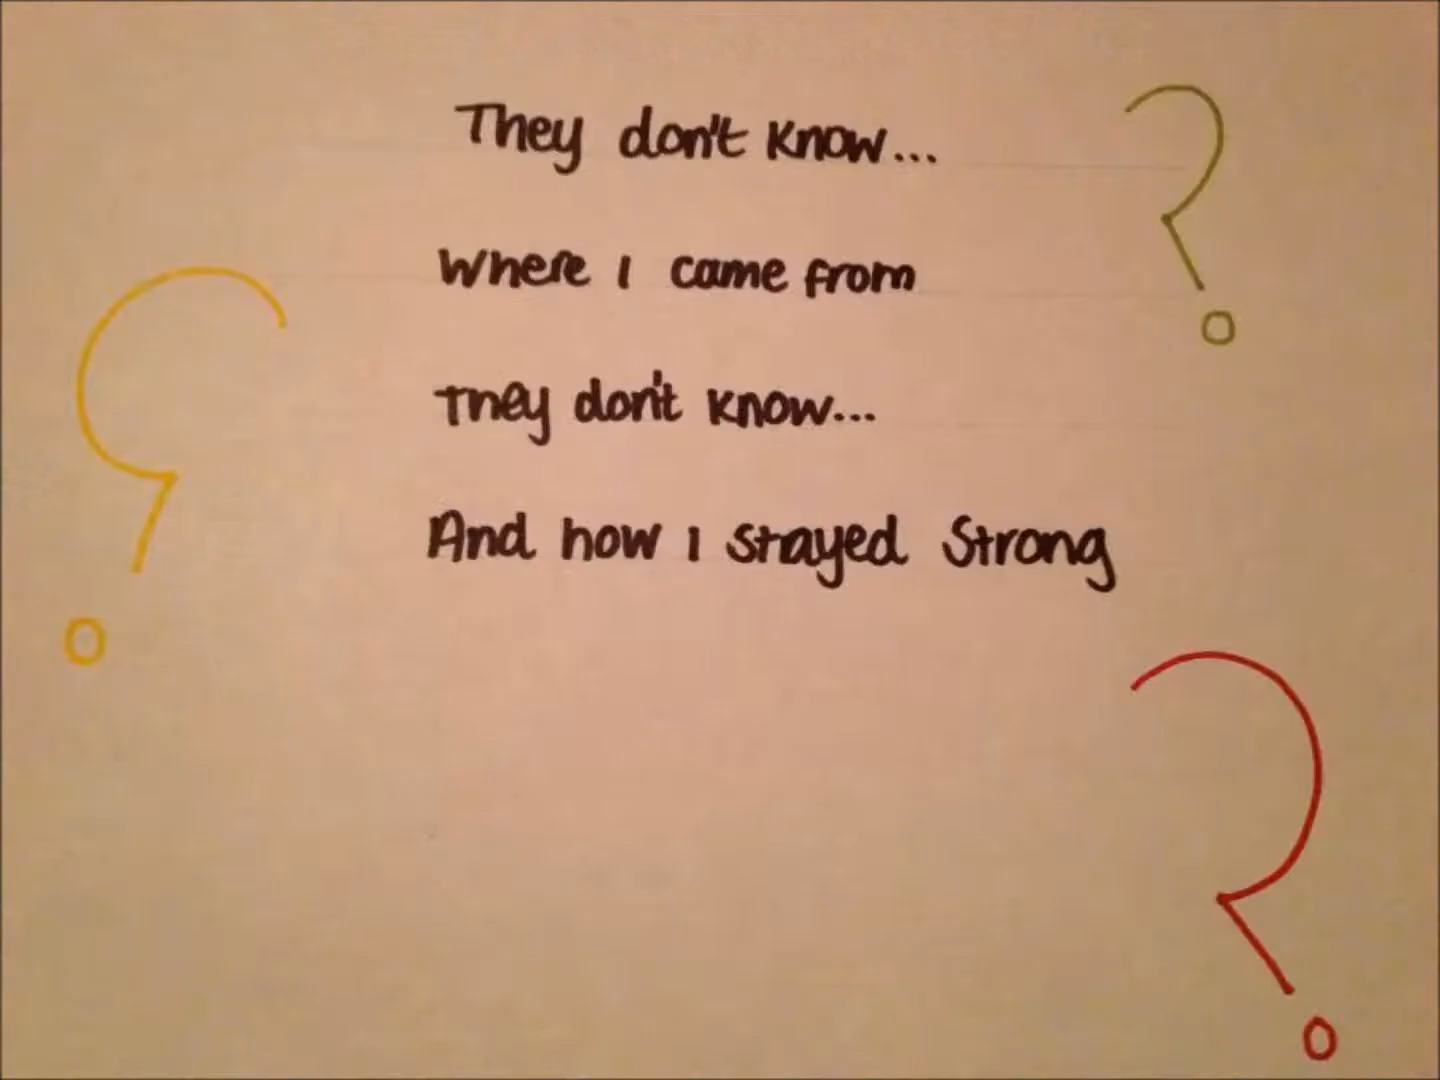 They don't know...
Where I came from
They don't know...
And how I stayed Strong